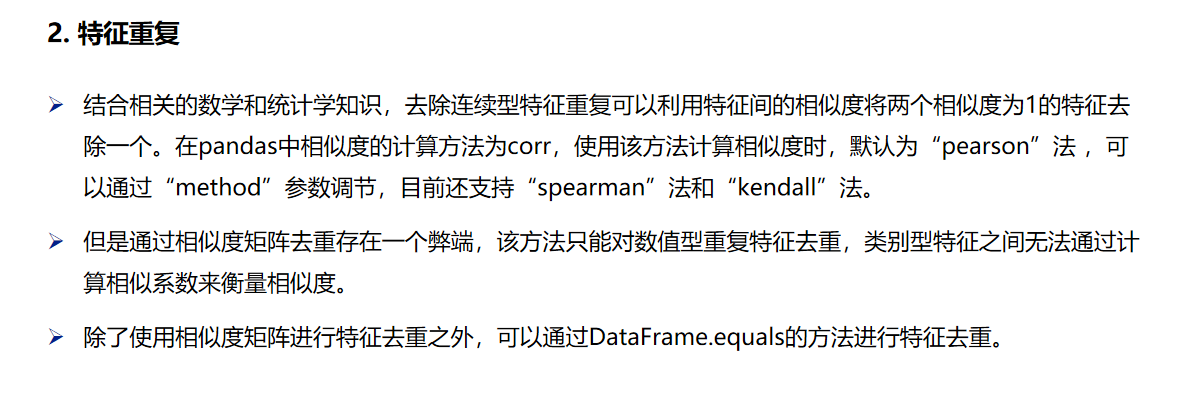 2. 特征重复
➢ 结合相关的数学和统计学知识，去除连续型特征重复可以利用特征间的相似度将两个相似度为1的特征去
除一个。在pandas中相似度的计算方法为corr，使用该方法计算相似度时，默认为“pearson”法 ，可
以通过“method”参数调节，目前还支持“spearman”法和“kendall”法。
➢ 但是通过相似度矩阵去重存在一个弊端，该方法只能对数值型重复特征去重，类别型特征之间无法通过计
算相似系数来衡量相似度。
➢ 除了使用相似度矩阵进行特征去重之外，可以通过DataFrame.equals的方法进行特征去重。